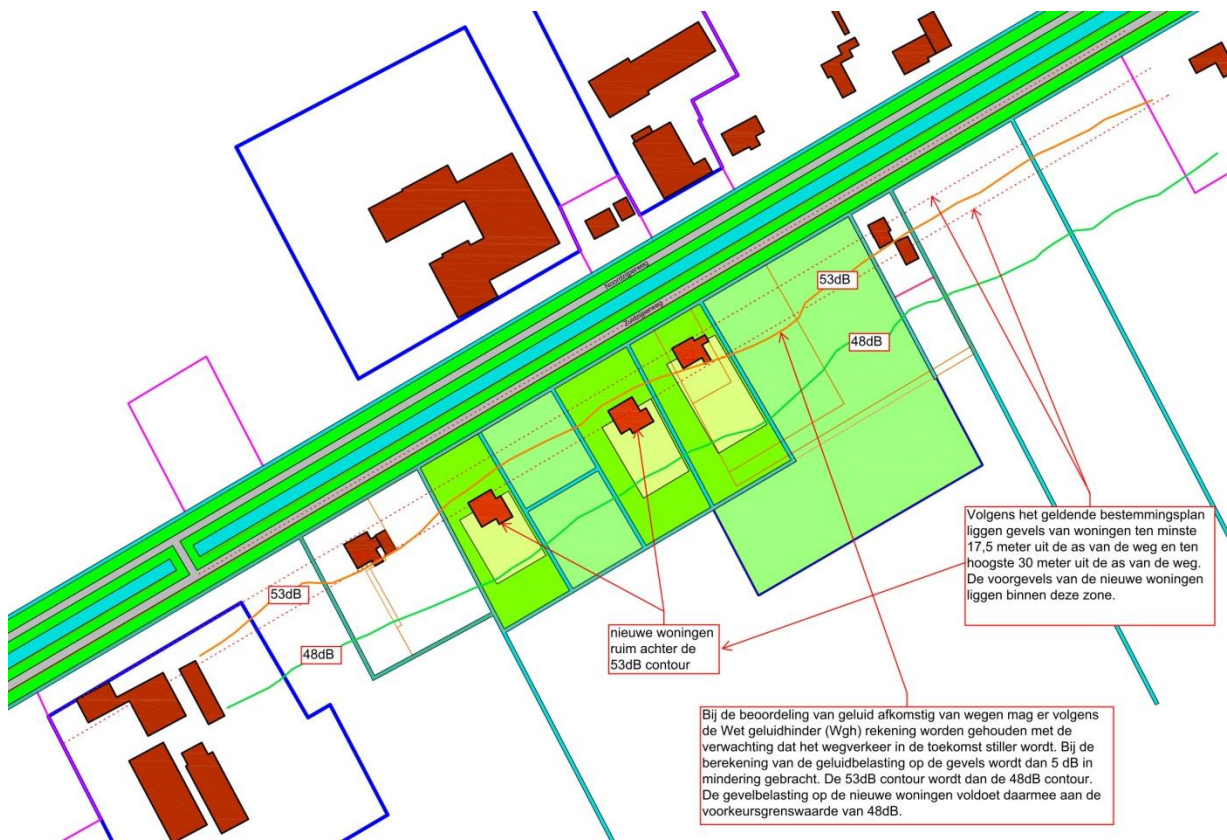 Noordzijgerweg
Zuidzijgerweg
53dB
48dB
53dB
48dB
Volgens het geldende bestemmingsplan
liggen gevels van woningen ten minste
17,5 meter uit de as van de weg en ten
hoogste 30 meter uit de as van de weg.
De voorgevels van de nieuwe woningen
liggen binnen deze zone.
nieuwe woningen
ruim achter de
53dB contour
Bij de beoordeling van geluid afkomstig van wegen mag er volgens
de Wet geluidhinder (Wgh) rekening worden gehouden met de
verwachting dat het wegverkeer in de toekomst stiller wordt. Bij de
berekening van de geluidbelasting op de gevels wordt dan 5 dB in
mindering gebracht. De 53dB contour wordt dan de 48dB contour.
De gevelbelasting op de nieuwe woningen voldoet daarmee aan de
voorkeursgrenswaarde van 48dB.